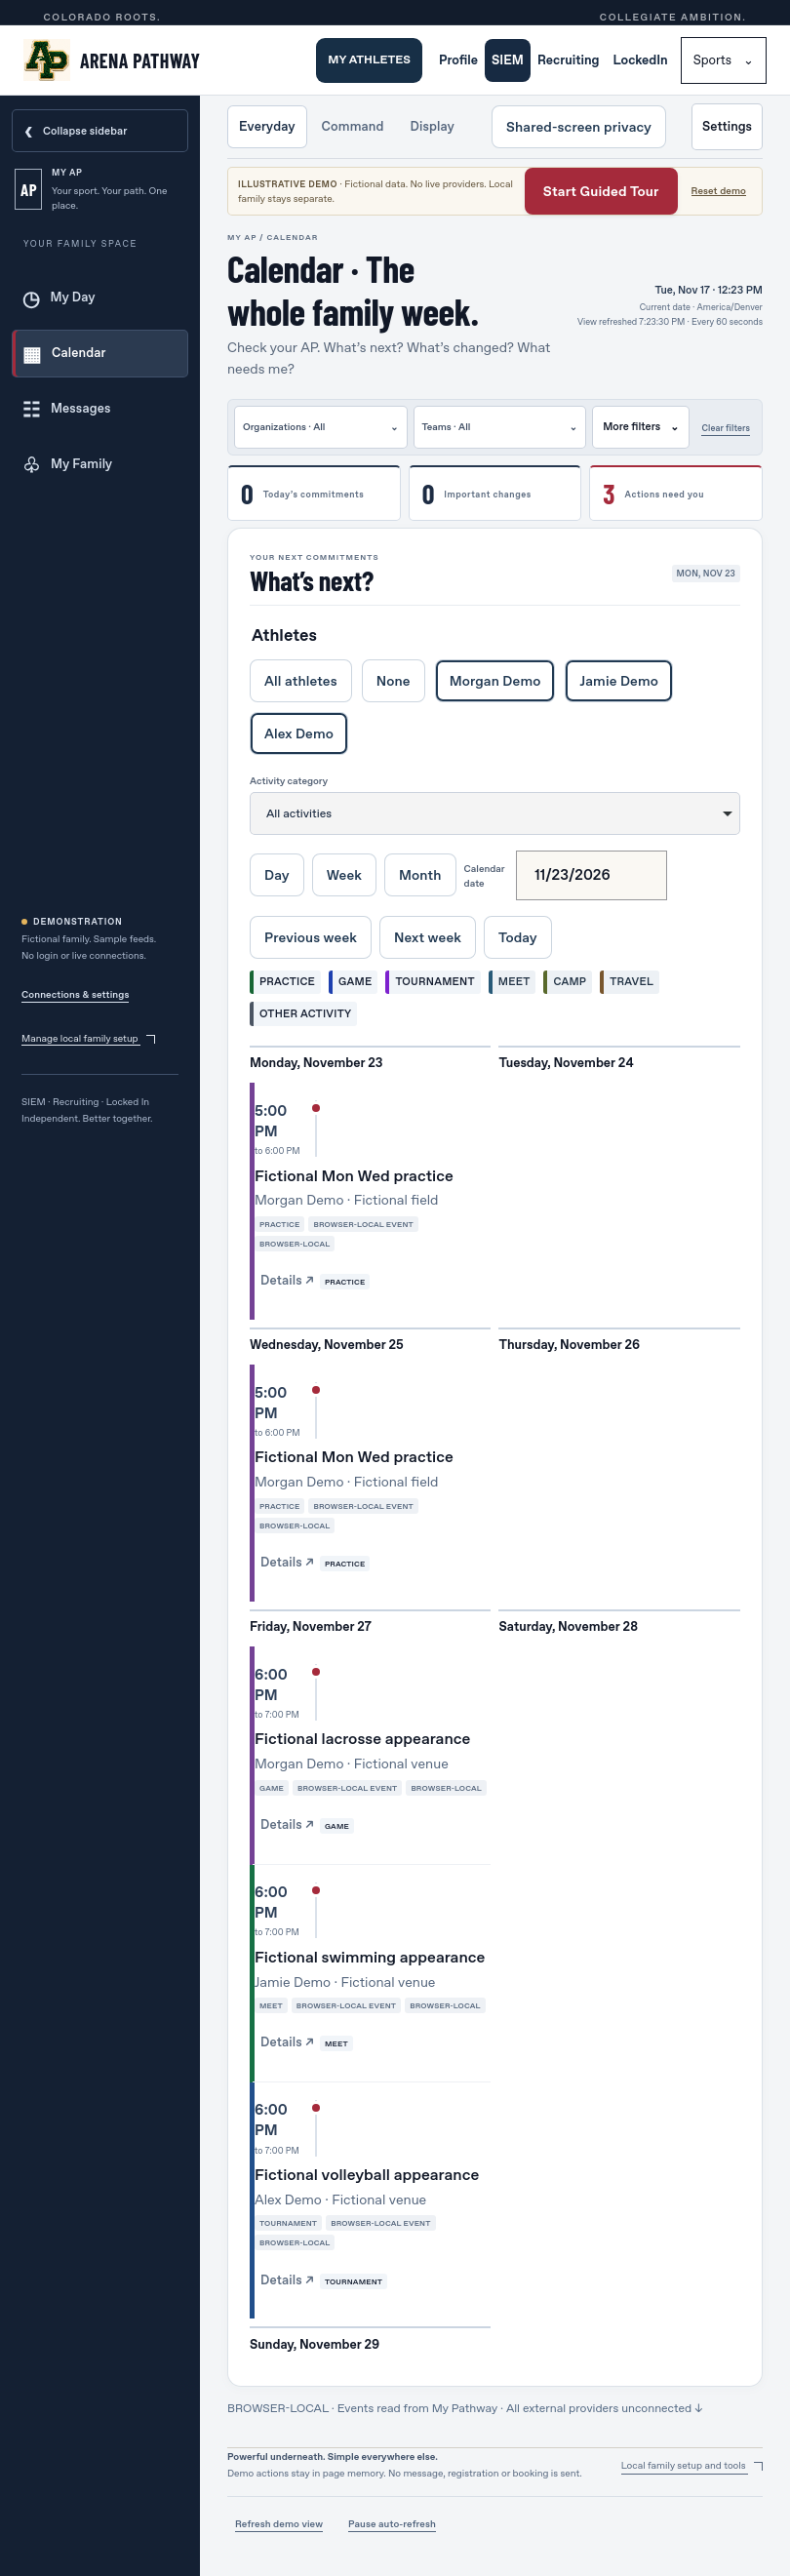 COLORADO ROOTS.
COLLEGIATE AMBITION.
AP
ARENA PATHWAY
MY ATHLETES
Profile
SIEM
Recruiting
LockedIn
Sports
Collapse sidebar
AP
MY AP
Your sport. Your path. One
place.
YOUR FAMILY SPACE
My Day
Calendar
Messages
My Family
DEMONSTRATION
Fictional family. Sample feeds.
No login or live connections.
Connections & settings
Manage local family setup
SIEM · Recruiting · Locked In
Independent. Better together.
Everyday
Command
Display
Shared-screen privacy
Settings
ILLUSTRATIVE DEMO · Fictional data. No live providers. Local
family stays separate.
Start Guided Tour
Reset demo
MY AP / CALENDAR
Calendar · The
whole family week.
Check your AP. What’s next? What’s changed? What
needs me?
Tue, Nov 17 · 12:23 PM
Current date · America/Denver
View refreshed 7:23:30 PM · Every 60 seconds
Organizations · All
Teams · All
More filters
Clear filters
0 Today’s commitments
0 Important changes
3 Actions need you
YOUR NEXT COMMITMENTS
What’s next?
MON, NOV 23
Athletes
All athletes
None
Morgan Demo
Jamie Demo
Alex Demo
Activity category
All activities
Day
Week
Month
Calendar
date
11/23/2026
Previous week
Next week
Today
PRACTICE
GAME
TOURNAMENT
MEET
CAMP
TRAVEL
OTHER ACTIVITY
Monday, November 23
Tuesday, November 24
5:00
PM
to 6:00 PM
Fictional Mon Wed practice
Morgan Demo · Fictional field
PRACTICE
BROWSER-LOCAL EVENT
BROWSER-LOCAL
Details ↗ PRACTICE
Wednesday, November 25
Thursday, November 26
5:00
PM
to 6:00 PM
Fictional Mon Wed practice
Morgan Demo · Fictional field
PRACTICE
BROWSER-LOCAL EVENT
BROWSER-LOCAL
Details ↗ PRACTICE
Friday, November 27
Saturday, November 28
6:00
PM
to 7:00 PM
Fictional lacrosse appearance
Morgan Demo · Fictional venue
GAME
BROWSER-LOCAL EVENT
BROWSER-LOCAL
Details ↗ GAME
6:00
PM
to 7:00 PM
Fictional swimming appearance
Jamie Demo · Fictional venue
MEET
BROWSER-LOCAL EVENT
BROWSER-LOCAL
Details ↗ MEET
6:00
PM
to 7:00 PM
Fictional volleyball appearance
Alex Demo · Fictional venue
TOURNAMENT
BROWSER-LOCAL EVENT
BROWSER-LOCAL
Details ↗ TOURNAMENT
Sunday, November 29
BROWSER-LOCAL · Events read from My Pathway · All external providers unconnected ↓
Powerful underneath. Simple everywhere else.
Demo actions stay in page memory. No message, registration or booking is sent.
Local family setup and tools
Refresh demo view
Pause auto-refresh